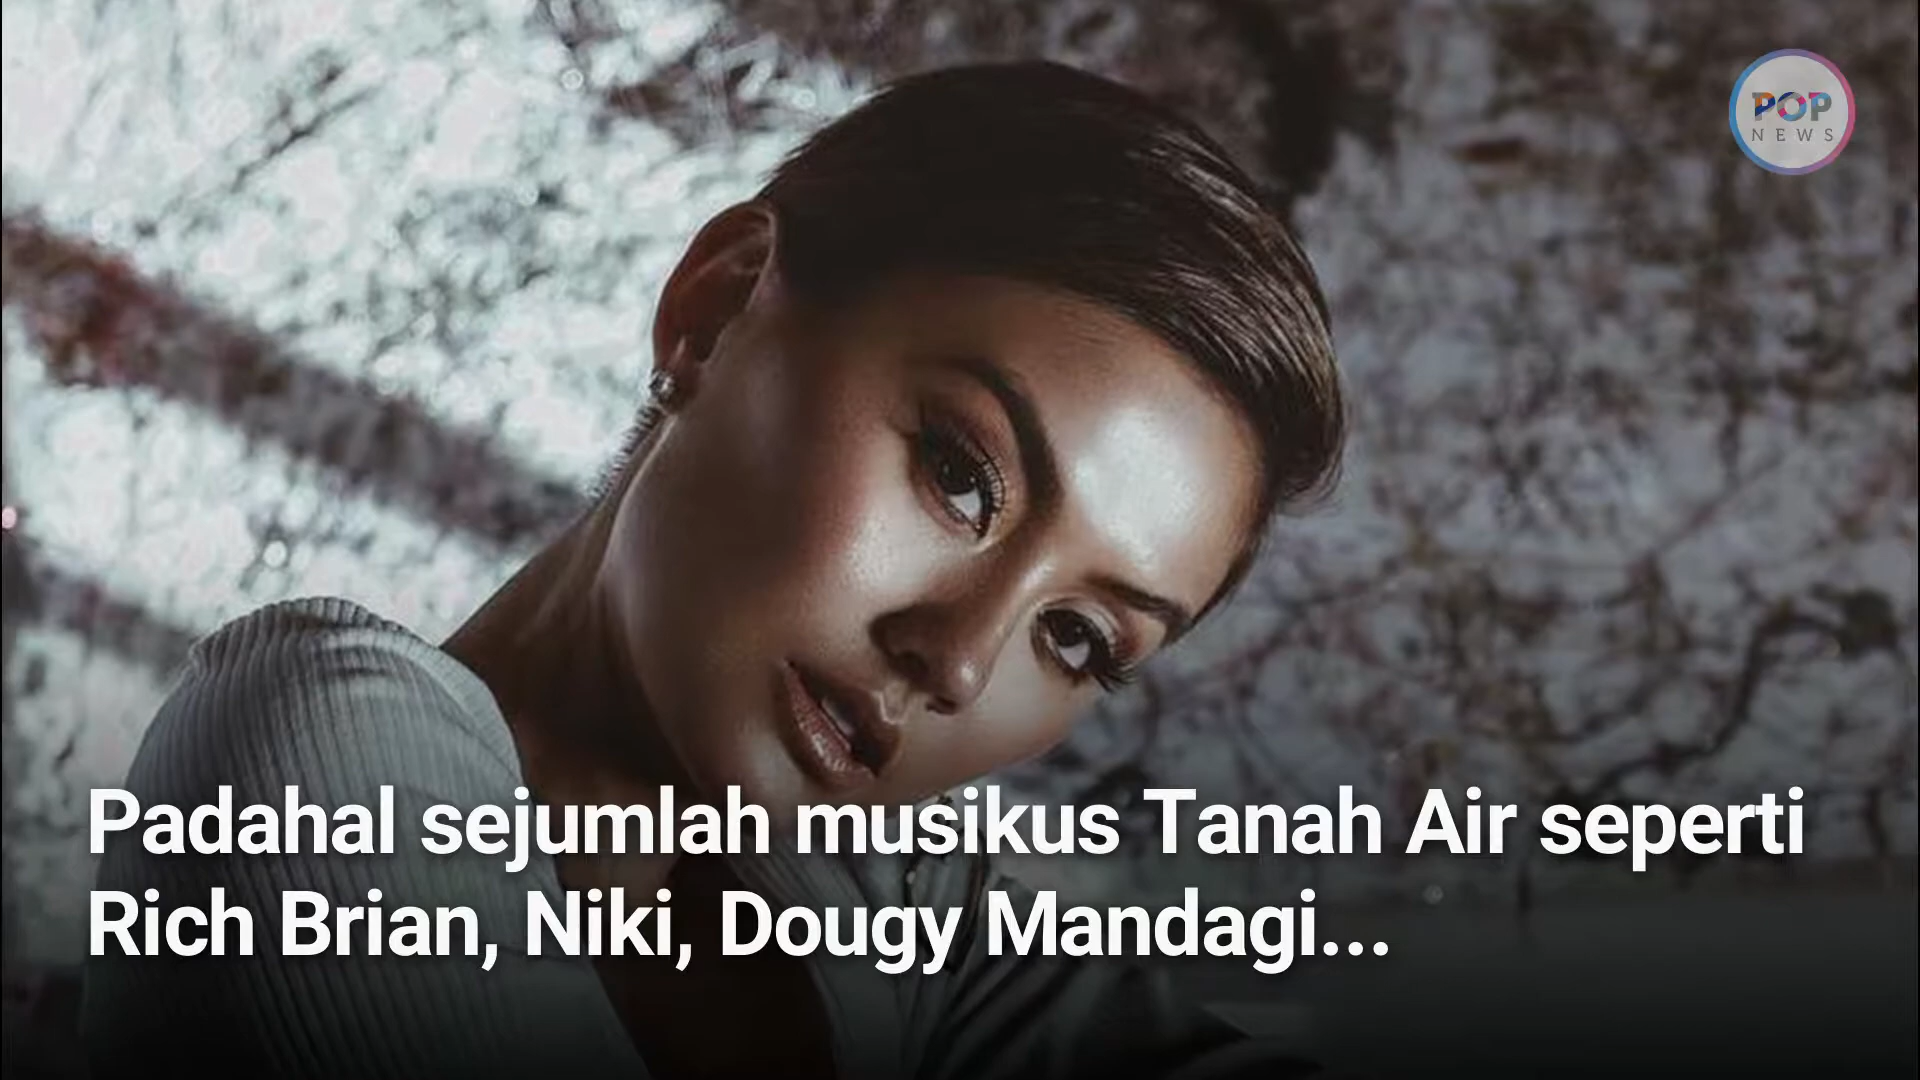 POP
NEWS
Padahal sejumlah musikus Tanah Air seperti
Rich Brian, Niki, Dougy Mandagi...